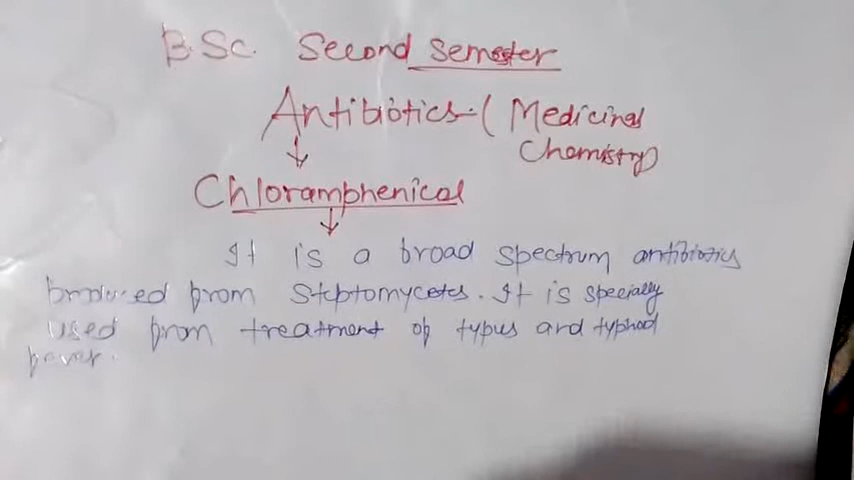 B.Sc. Second Semester
Antibiotics-( Medicinal
Chemistry)
Chloramphenical
It is a broad spectrum antibiotics
produced from Steptomycetes. It is specially
used from treatment of typus and typhod
fever.